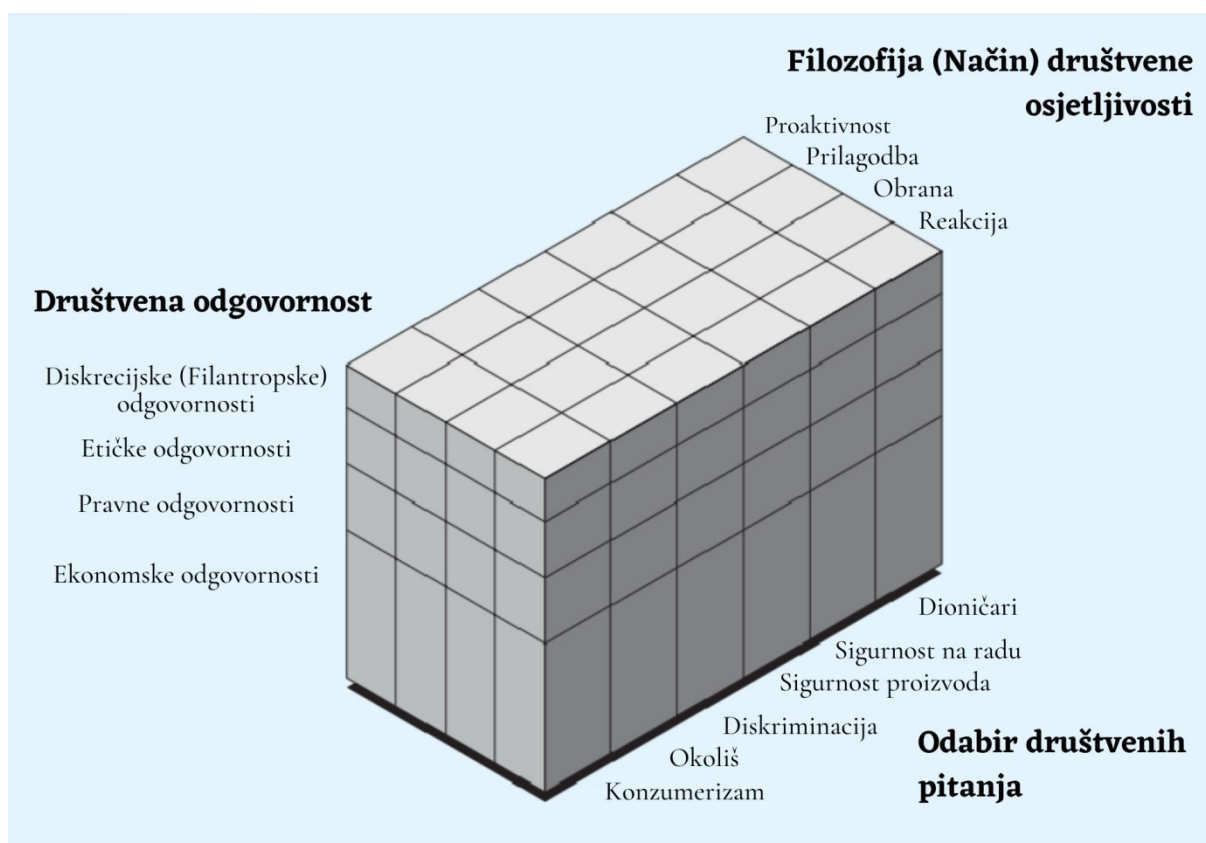 Filozofija (Način) društvene
osjetljivosti
Proaktivnost
Prilagodba
Obrana
Reakcija
Društvena odgovornost
Diskrecijske (Filantropske)
odgovornosti
Etičke odgovornosti
Pravne odgovornosti
Ekonomske odgovornosti
Dioničari
Sigurnost na radu
Sigurnost proizvoda
Diskriminacija
Okoliš
Konzumerizam
Odabir društvenih
pitanja